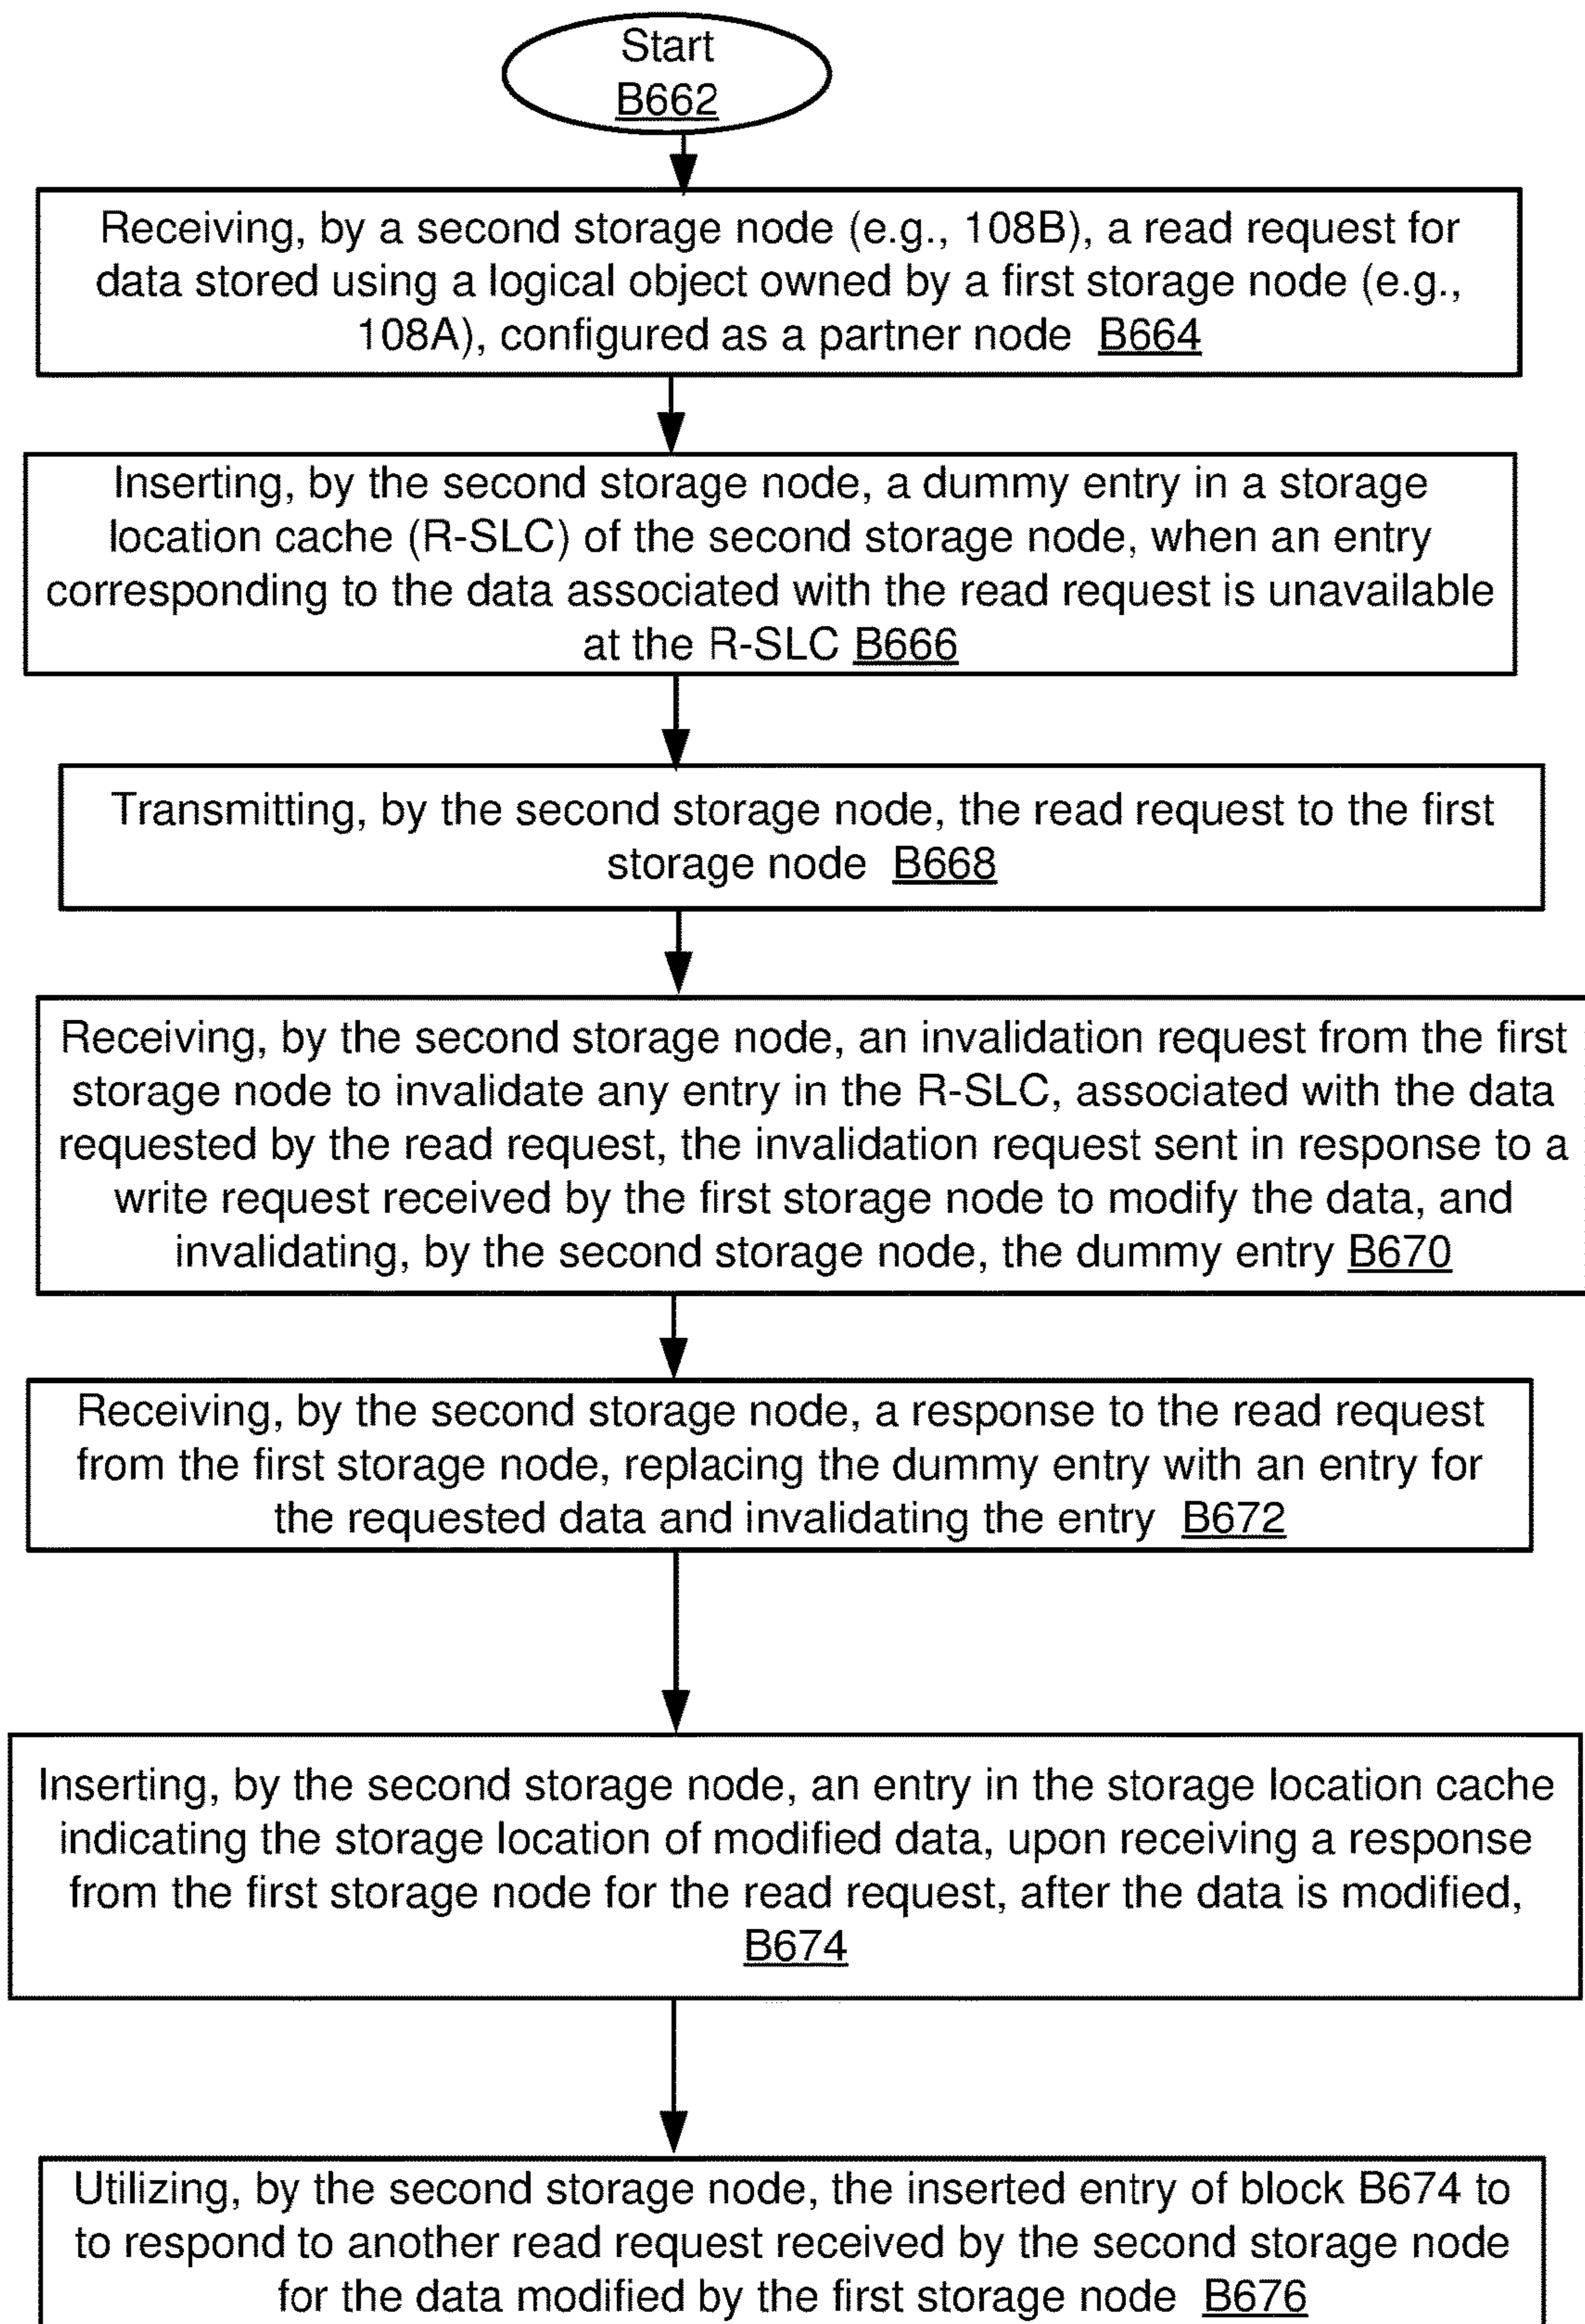 Start
B662
Receiving, by a second storage node (e.g., 108B), a read request for
data stored using a logical object owned by a first storage node (e.g.,
108A), configured as a partner node B664
Inserting, by the second storage node, a dummy entry in a storage
location cache (R-SLC) of the second storage node, when an entry
corresponding to the data associated with the read request is unavailable
at the R-SLC B666
Transmitting, by the second storage node, the read request to the first
storage node B668
Receiving, by the second storage node, an invalidation request from the first
storage node to invalidate any entry in the R-SLC, associated with the data
requested by the read request, the invalidation request sent in response to a
write request received by the first storage node to modify the data, and
invalidating, by the second storage node, the dummy entry B670
Receiving, by the second storage node, a response to the read request
from the first storage node, replacing the dummy entry with an entry for
the requested data and invalidating the entry B672
Inserting, by the second storage node, an entry in the storage location cache
indicating the storage location of modified data, upon receiving a response
from the first storage node for the read request, after the data is modified,
B674
Utilizing, by the second storage node, the inserted entry of block B674 to
to respond to another read request received by the second storage node
for the data modified by the first storage node B676